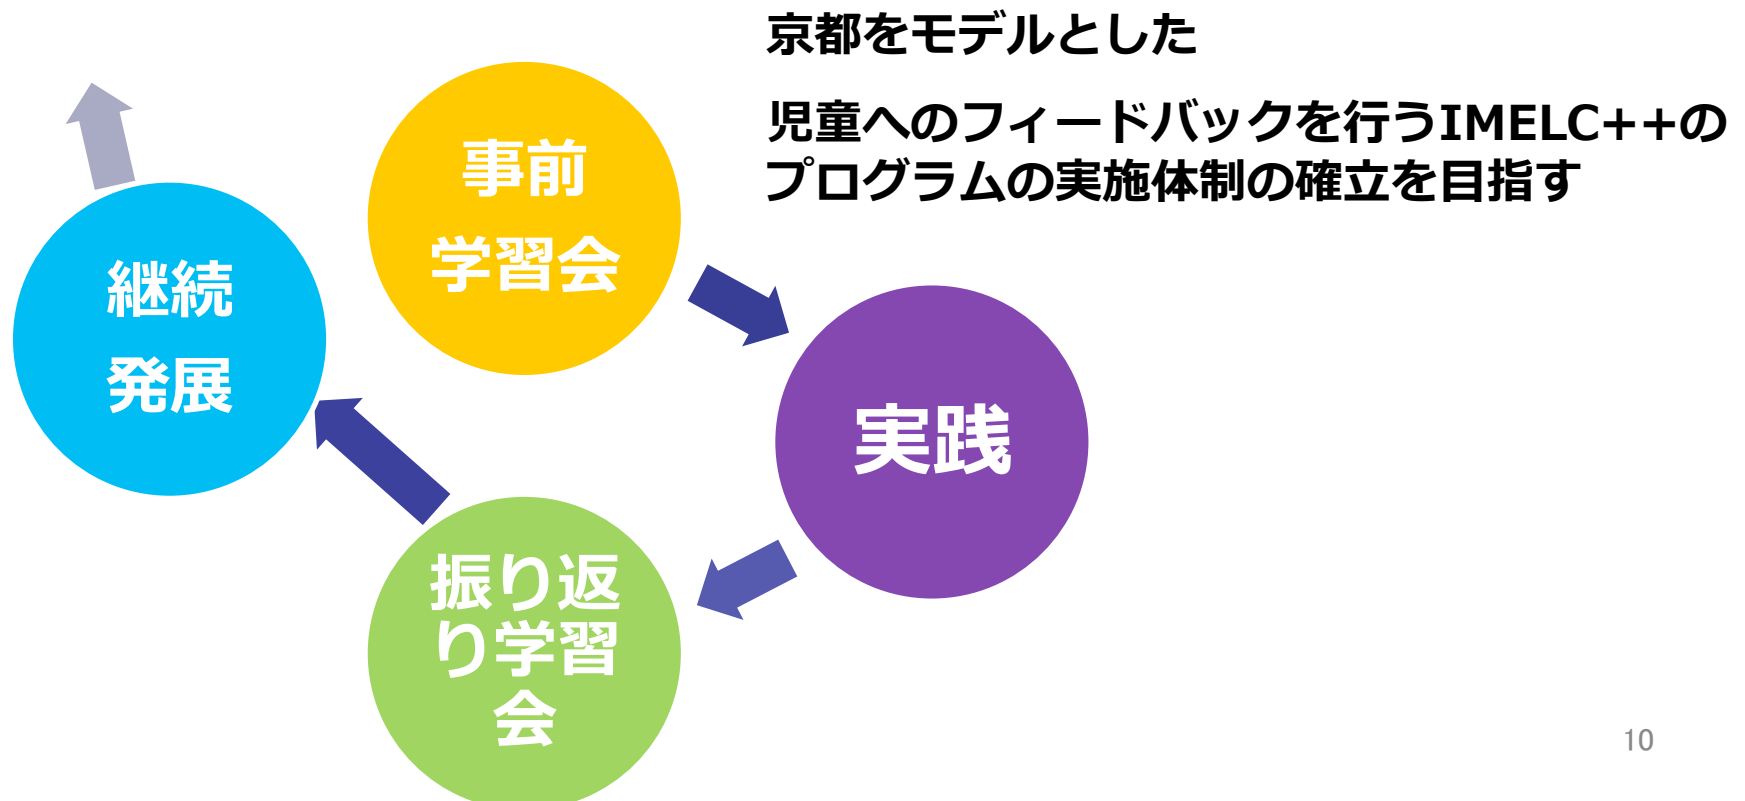 京都をモデルとした
児童へのフィードバックを行うIMELC++の
プログラムの実施体制の確立を目指す
事前
学習会
実践
振り返
り学習
会
継続
発展
10